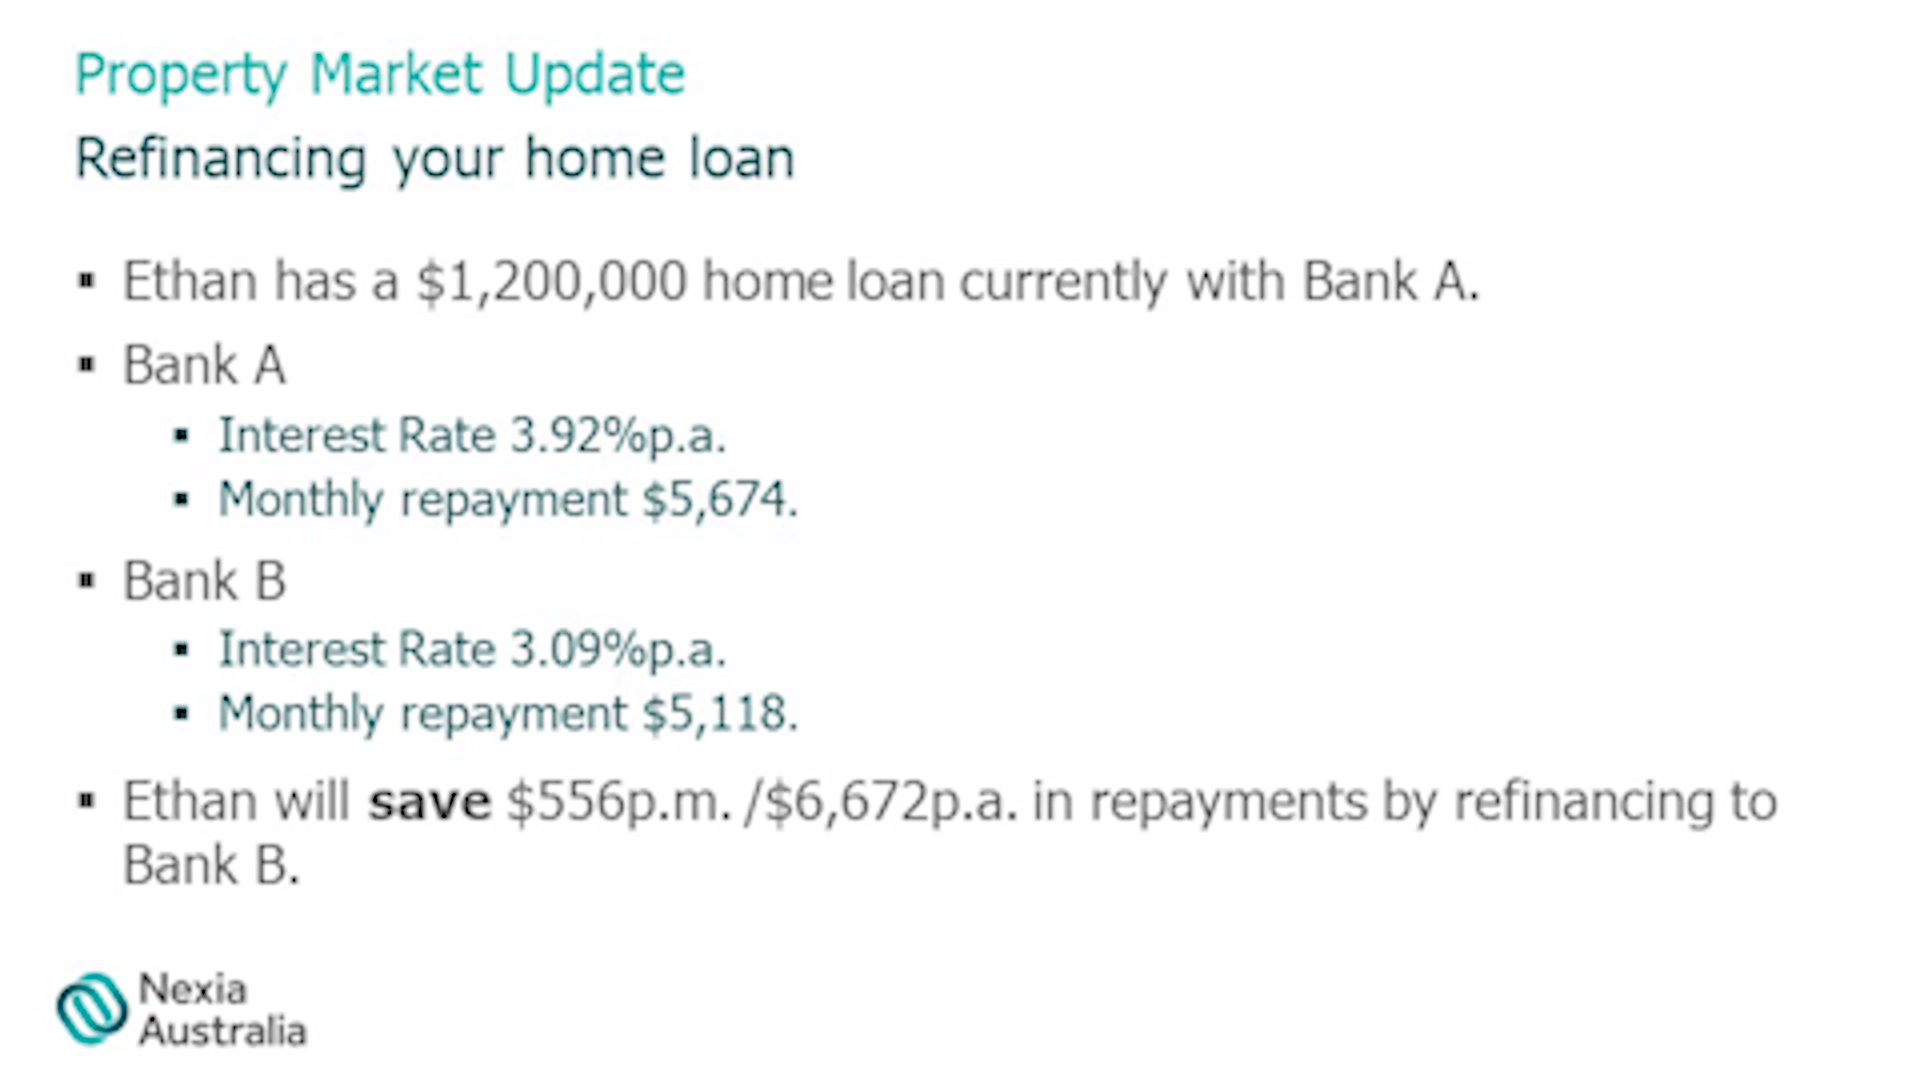 Property Market Update
Refinancing your home loan
▪ Ethan has a $1,200,000 home loan currently with Bank A.
▪ Bank A
▪ Interest Rate 3.92%p.a.
▪ Monthly repayment $5,674.
▪ Bank B
▪ Interest Rate 3.09%p.a.
▪ Monthly repayment $5,118.
▪ Ethan will save $556p.m. /$6,672p.a. in repayments by refinancing to
Bank B.
Nexia
Australia